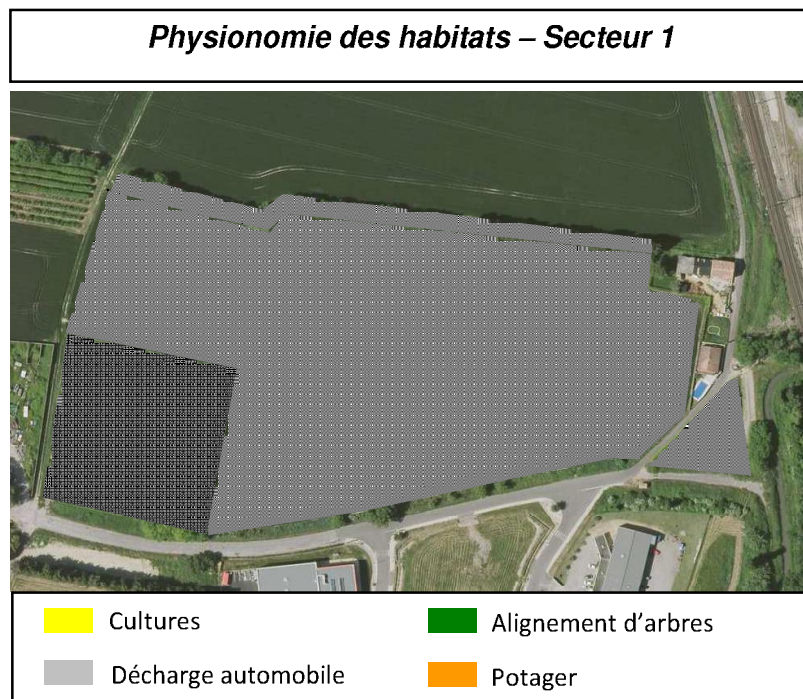 Physionomie des habitats – Secteur 1
Cultures
Alignement d'arbres
Décharge automobile
Potager